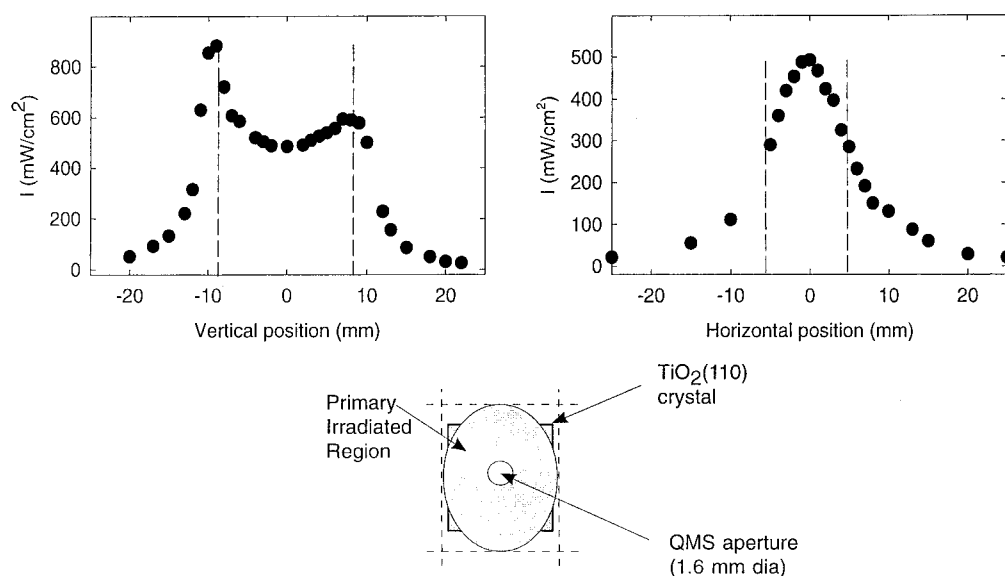 I (mW/cm²)
800
600
400
200
0
-20 -10 0 10 20
Vertical position (mm)
I (mW/cm²)
500
400
300
200
100
0
-20 -10 0 10 20
Horizontal position (mm)
Primary
Irradiated
Region
TiO₂(110)
crystal
QMS aperture
(1.6 mm dia)